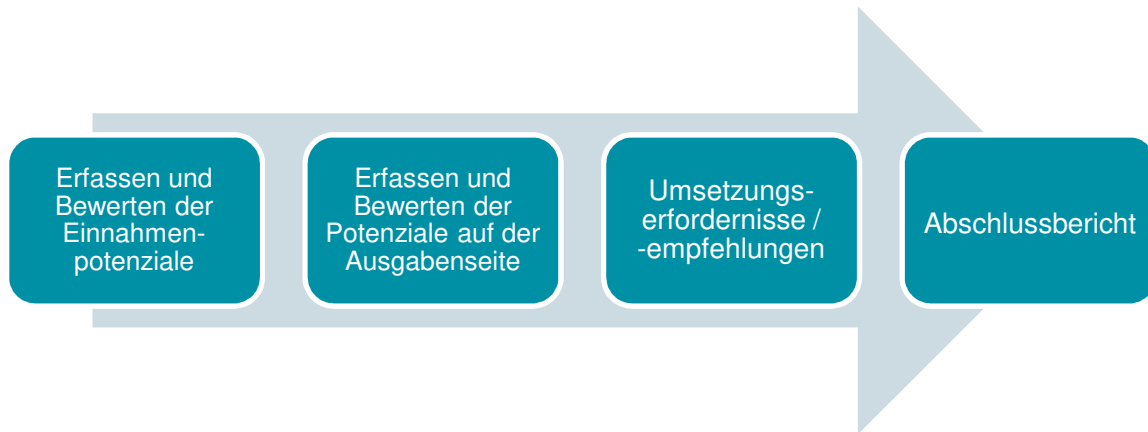 Erfassen und
Bewerten der
Einnahmen-
potenziale
Erfassen und
Bewerten der
Potenziale auf der
Ausgabenseite
Umsetzungs-
erfordernisse /
-empfehlungen
Abschlussbericht